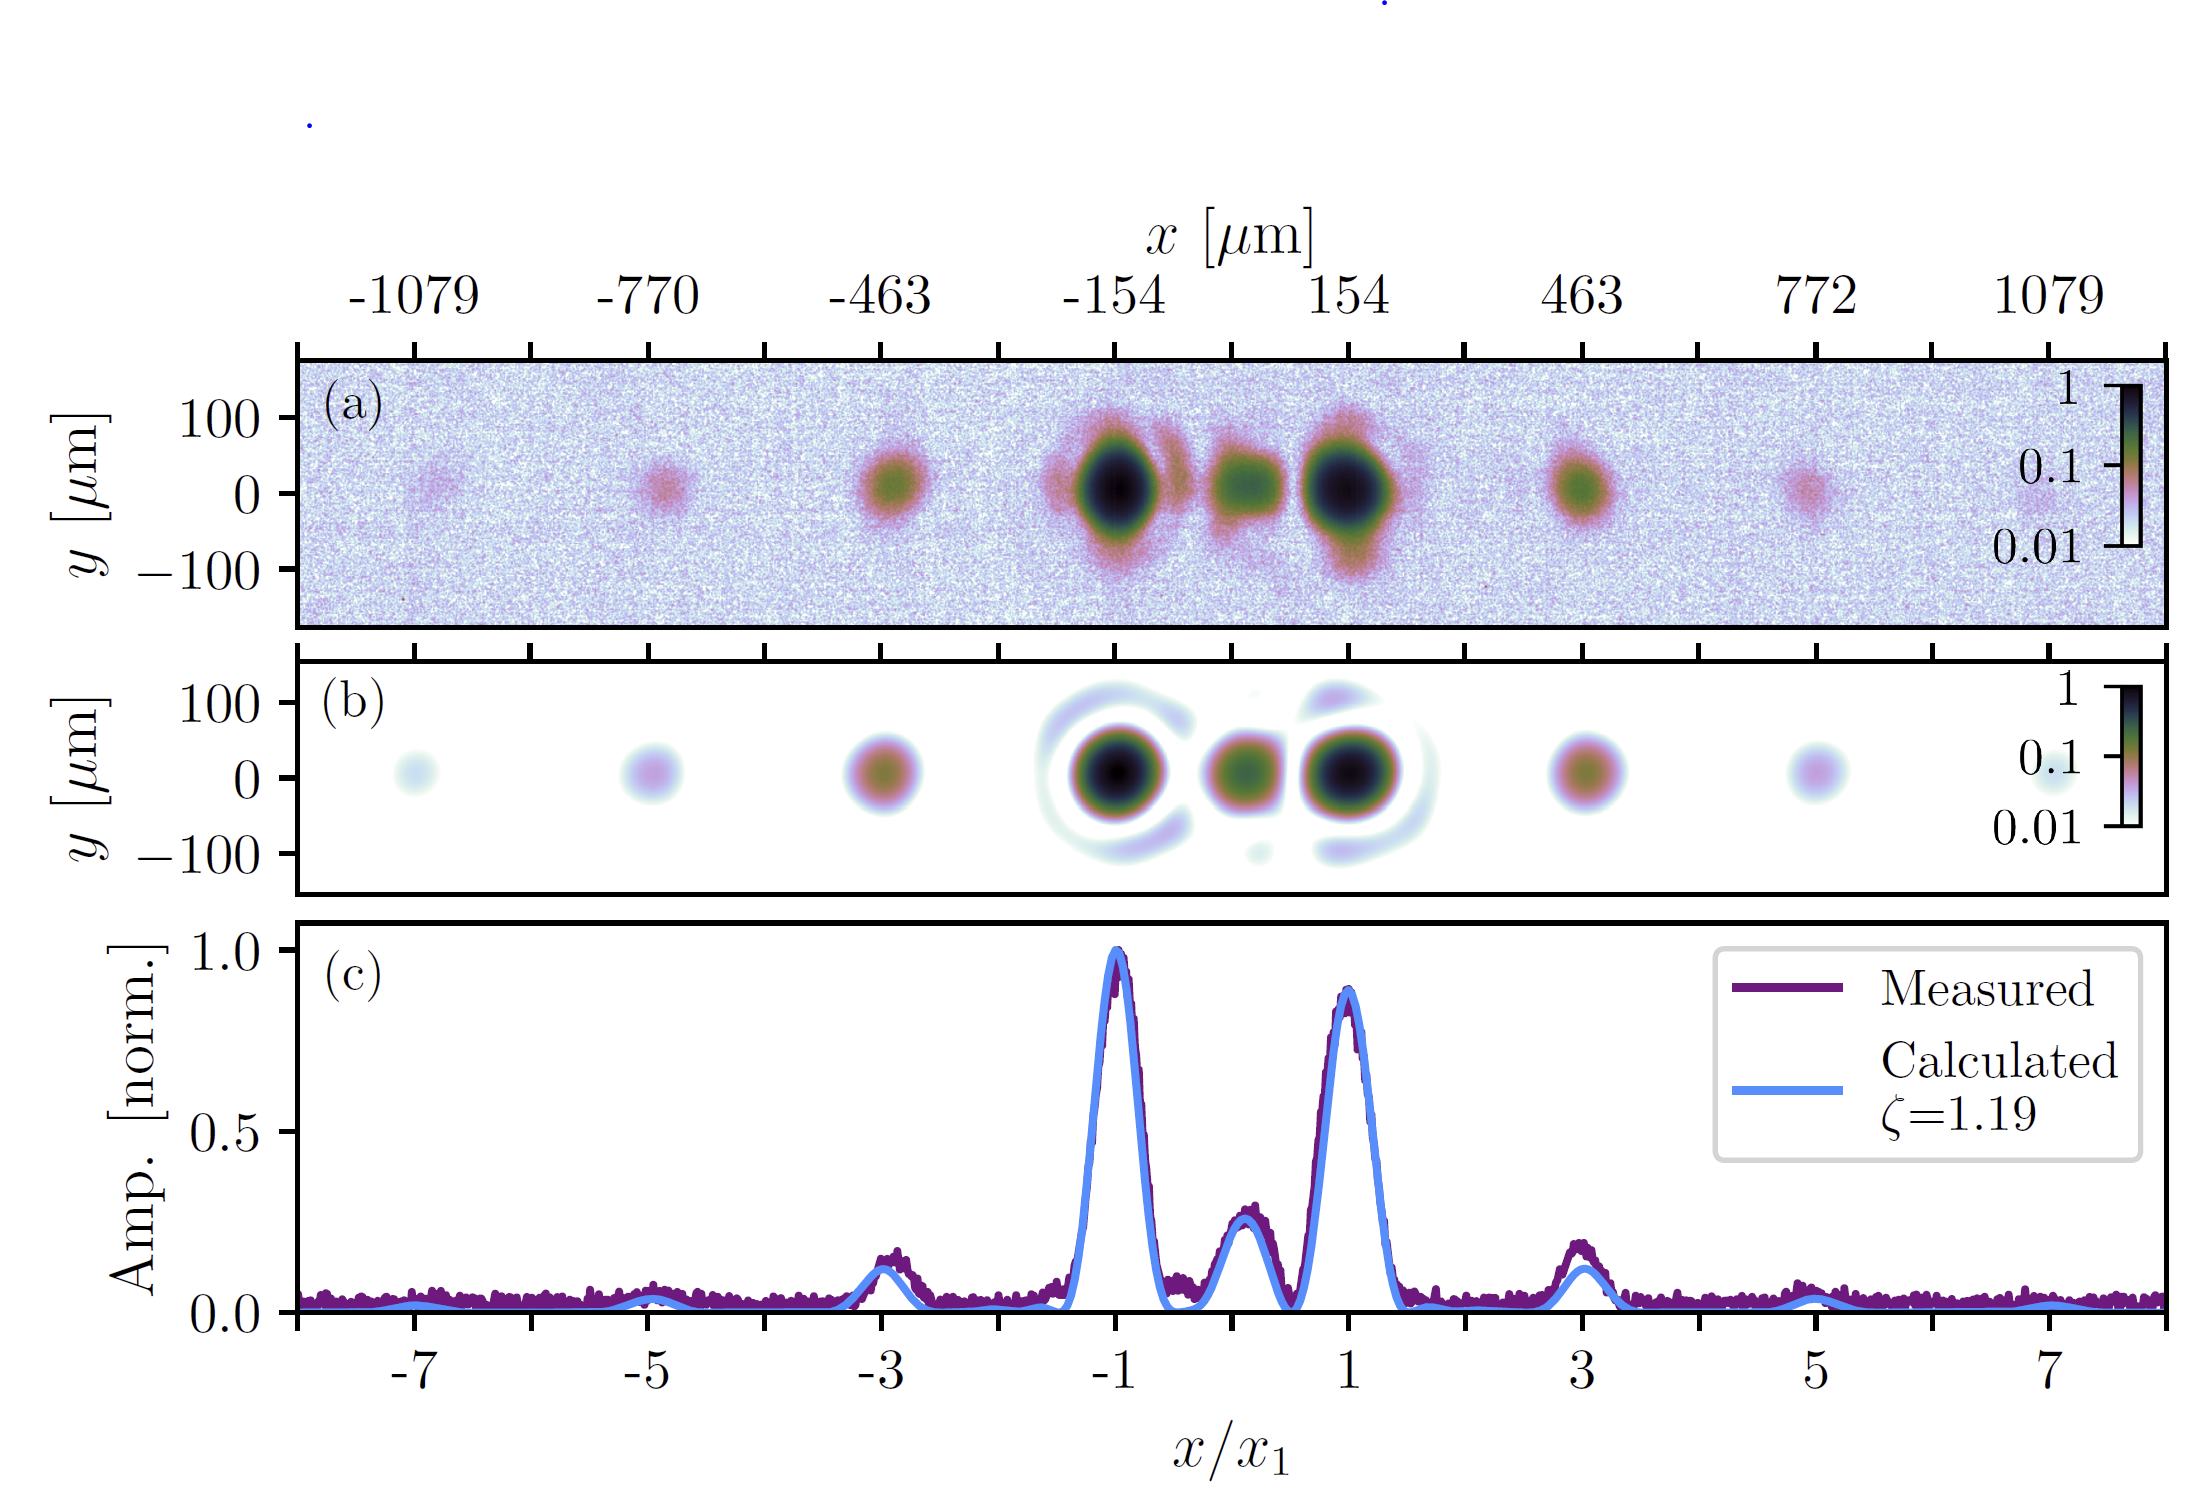 x [μm]
-1079 -770 -463 -154 154 463 772 1079
(a)
y [μm]
100
0
−100
1
0.1
0.01
(b)
y [μm]
100
0
−100
1
0.1
0.01
(c)
Amp. [norm.]
1.0
0.5
0.0
Measured
Calculated
ζ=1.19
-7 -5 -3 -1 1 3 5 7
x/x₁